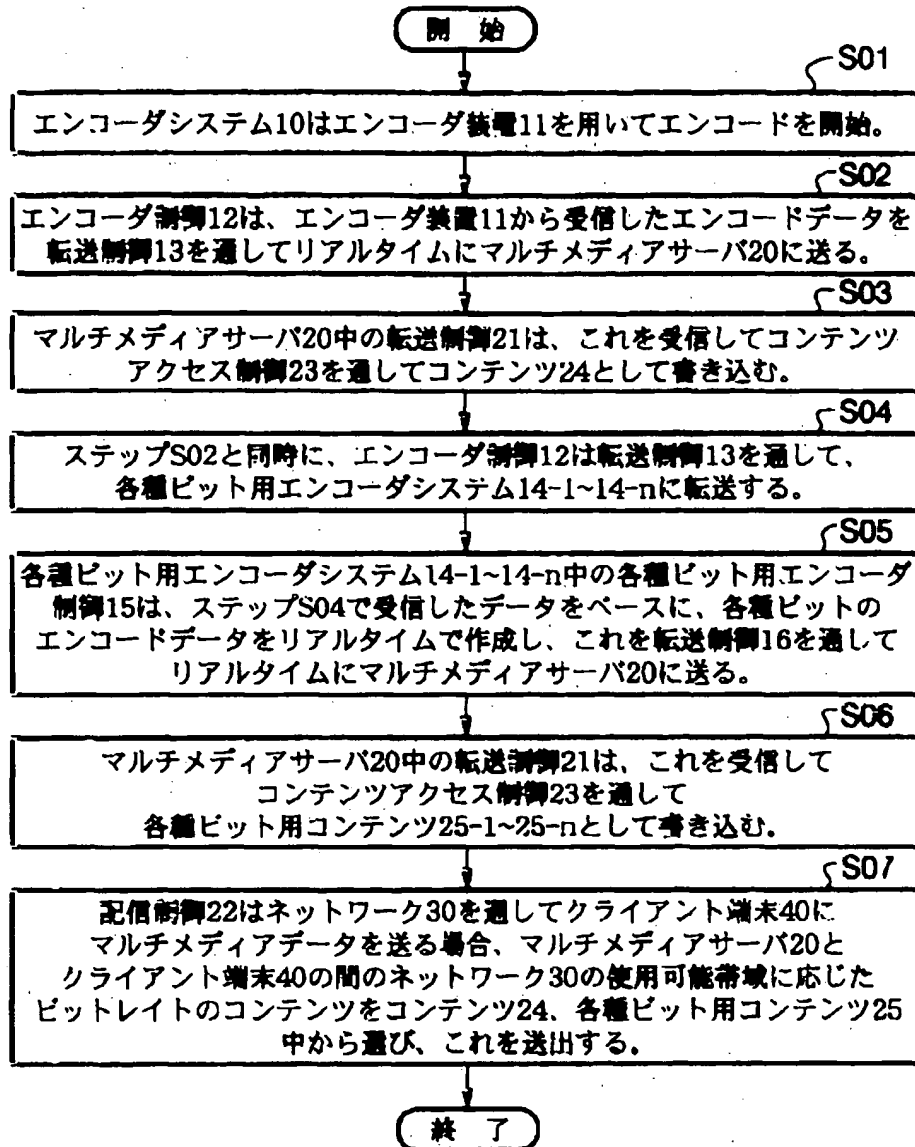 開 始
S01
エンコーダシステム10はエンコーダ装置11を用いてエンコードを開始。
S02
エンコーダ制御12は、エンコーダ装置11から受信したエンコードデータを
転送制御13を通してリアルタイムにマルチメディアサーバ20に送る。
S03
マルチメディアサーバ20中の転送制御21は、これを受信してコンテンツ
アクセス制御23を通してコンテンツ24として書き込む。
S04
ステップS02と同時に、エンコーダ制御12は転送制御13を通して、
各種ビット用エンコーダシステム14-1~14-nに転送する。
S05
各種ビット用エンコーダシステム14-1~14-n中の各種ビット用エンコーダ
制御15は、ステップS04で受信したデータをベースに、各種ビットの
エンコードデータをリアルタイムで作成し、これを転送制御16を通して
リアルタイムにマルチメディアサーバ20に送る。
S06
マルチメディアサーバ20中の転送制御21は、これを受信して
コンテンツアクセス制御23を通して
各種ビット用コンテンツ25-1~25-nとして書き込む。
S07
配信制御22はネットワーク30を通してクライアント端末40に
マルチメディアデータを送る場合、マルチメディアサーバ20と
クライアント端末40の間のネットワーク30の使用可能帯域に応じた
ビットレイトのコンテンツをコンテンツ24、各種ビット用コンテンツ25
中から選び、これを送出する。
終 了